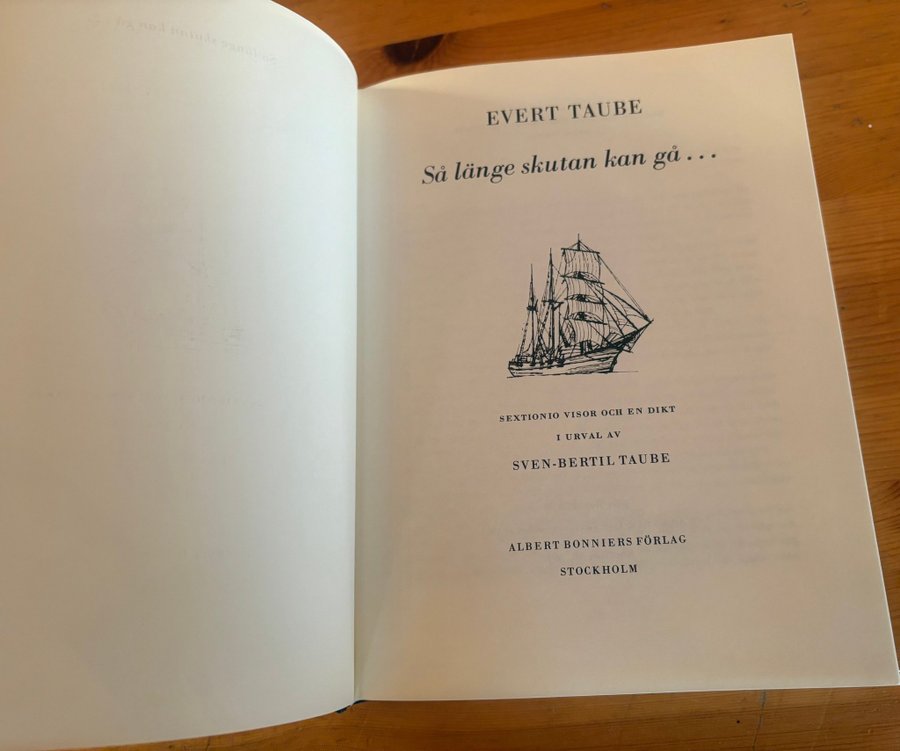 EVERT TAUBE
Så länge skutan kan gå...
SEXTIONIO VISOR OCH EN DIKT
I URVAL AV
SVEN-BERTIL TAUBE
ALBERT BONNIERS FÖRLAG
STOCKHOLM